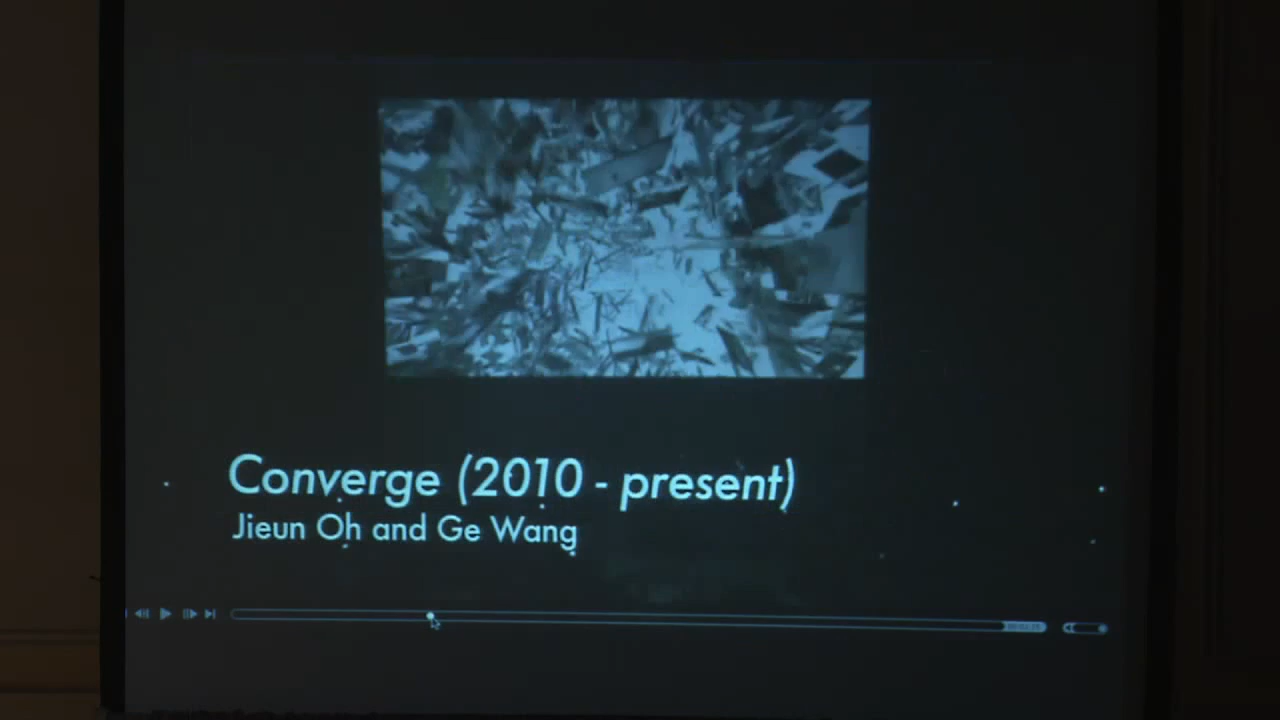 Converge (2010 - present)
Jieun Oh and Ge Wang